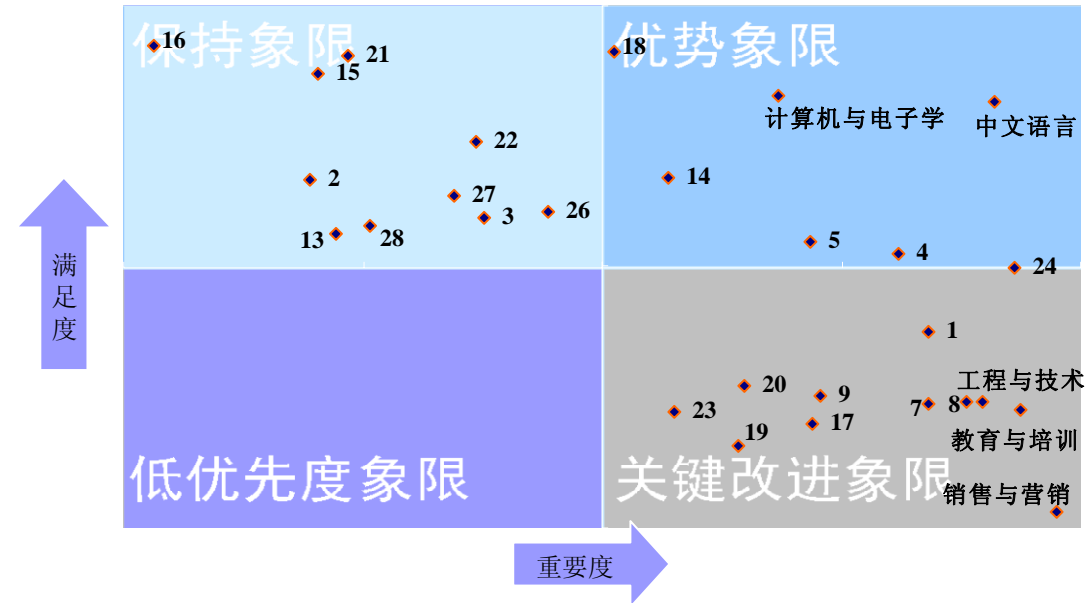 保持象限
优势象限
16
21
15
18
计算机与电子学
中文语言
22
2
14
27
3
26
13
28
5
4
24
满
足
度
1
20
9
工程与技术
23
7
8
17
19
教育与培训
低优先度象限
关键改进象限
销售与营销
重要度